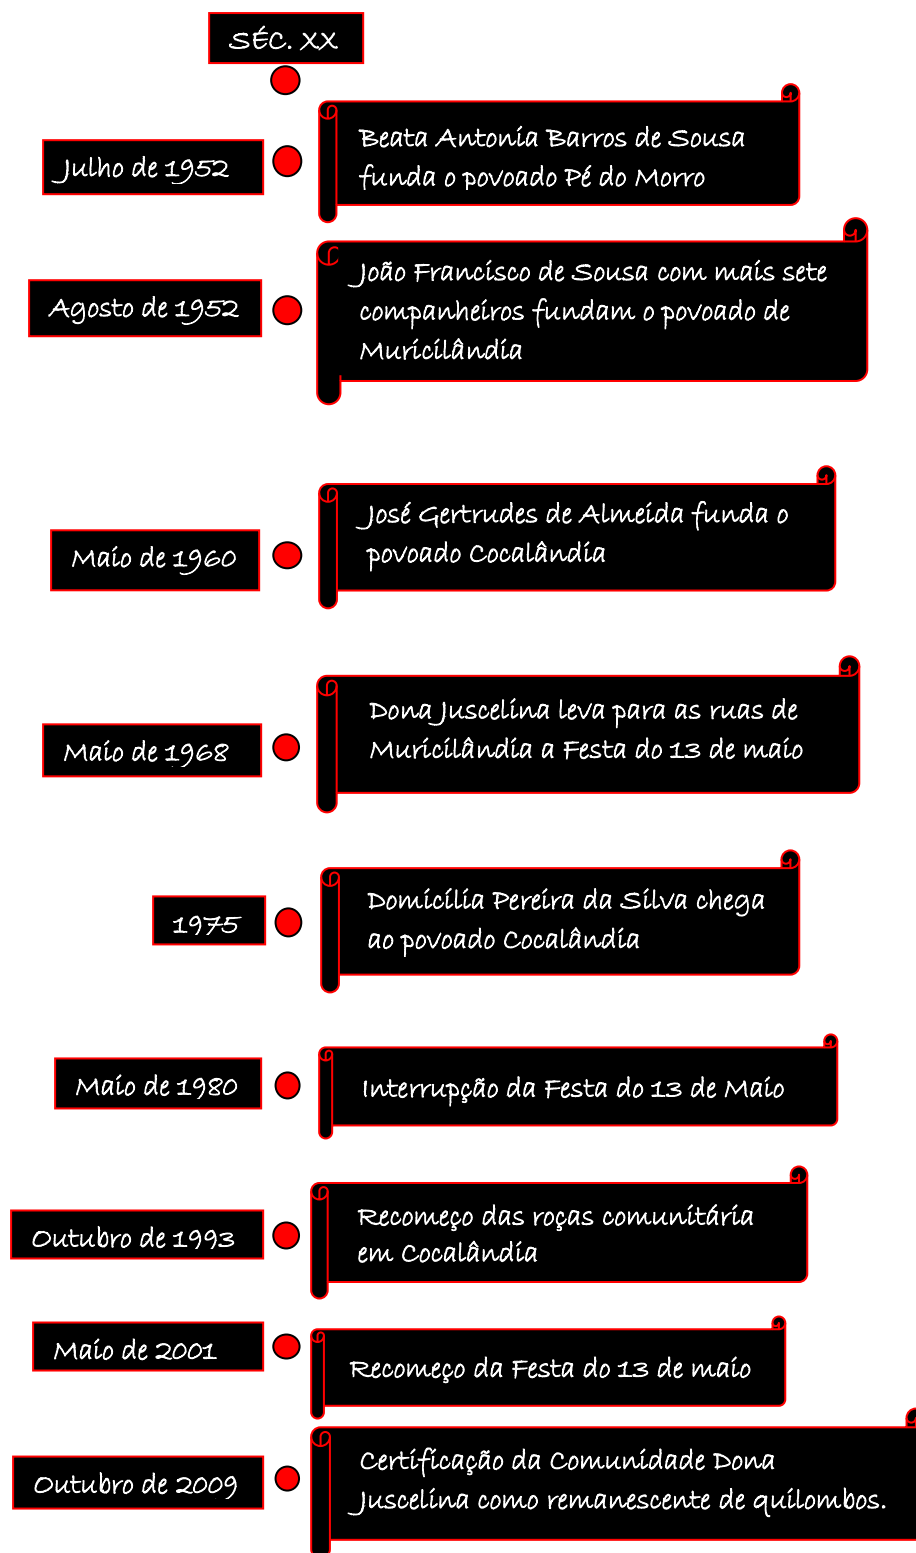 SÉC. XX
Julho de 1952
Beata Antonia Barros de Sousa
funda o povoado Pé do Morro
Agosto de 1952
João Francisco de Sousa com mais sete
companheiros fundam o povoado de
Muricilândia
Maio de 1960
José Gertrudes de Almeida funda o
povoado Cocalândia
Maio de 1968
Dona Juscelina leva para as ruas de
Muricilândia a Festa do 13 de maio
1975
Domicilia Pereira da Silva chega
ao povoado Cocalândia
Maio de 1980
Interrupção da Festa do 13 de Maio
Outubro de 1993
Recomeço das roças comunitária
em Cocalândia
Maio de 2001
Recomeço da Festa do 13 de maio
Outubro de 2009
Certificação da Comunidade Dona
Juscelina como remanescente de quilombos.